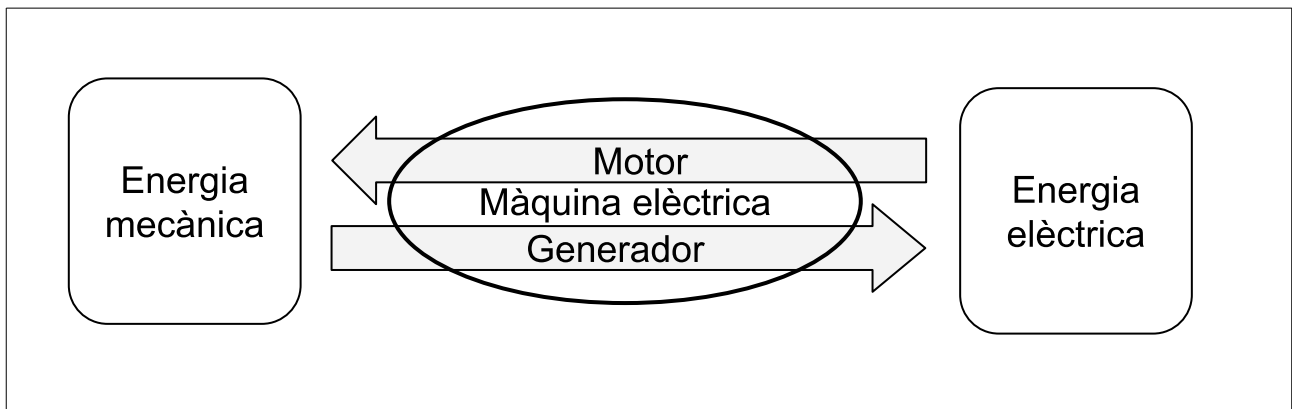 Energia
mecànica
Motor
Màquina elèctrica
Generador
Energia
elèctrica